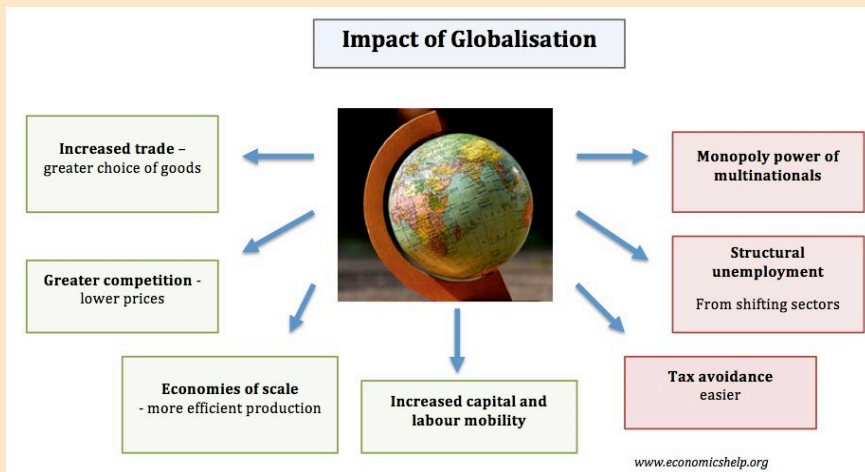 Impact of Globalisation
Increased trade –
greater choice of goods
Greater competition -
lower prices
Economies of scale
- more efficient production
Increased capital and
labour mobility
Monopoly power of
multinationals
Structural
unemployment
From shifting sectors
Tax avoidance
easier
www.economicshelp.org